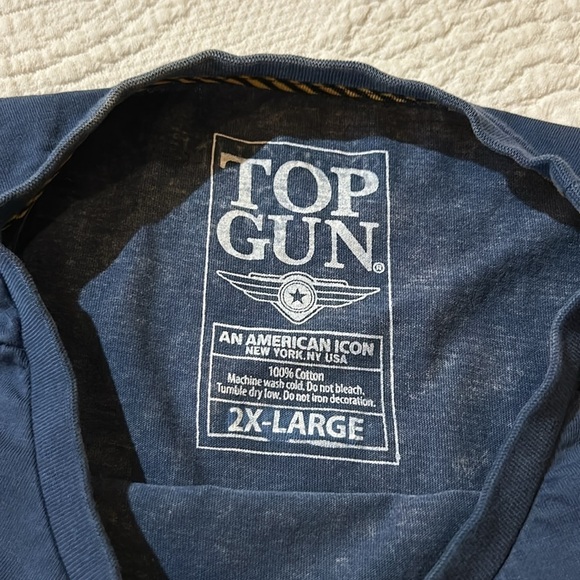 TOP
GUN®
AN AMERICAN ICON
NEW YORK.NY USA
100% Cotton
Machine wash cold. Do not bleach.
Tumble dry low. Do not iron decoration.
2X-LARGE